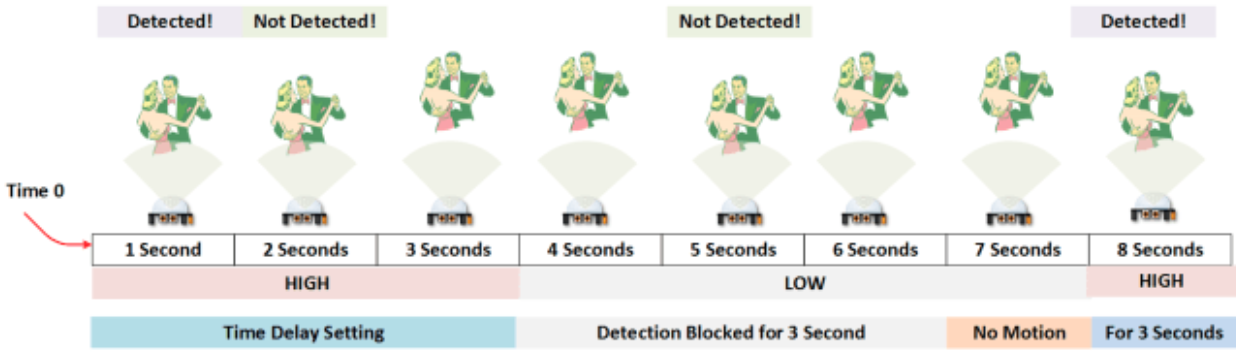 Detected!
Not Detected!
Not Detected!
Detected!
Time 0
1 Second
2 Seconds
3 Seconds
4 Seconds
5 Seconds
6 Seconds
7 Seconds
8 Seconds
HIGH
LOW
HIGH
Time Delay Setting
Detection Blocked for 3 Second
No Motion
For 3 Seconds